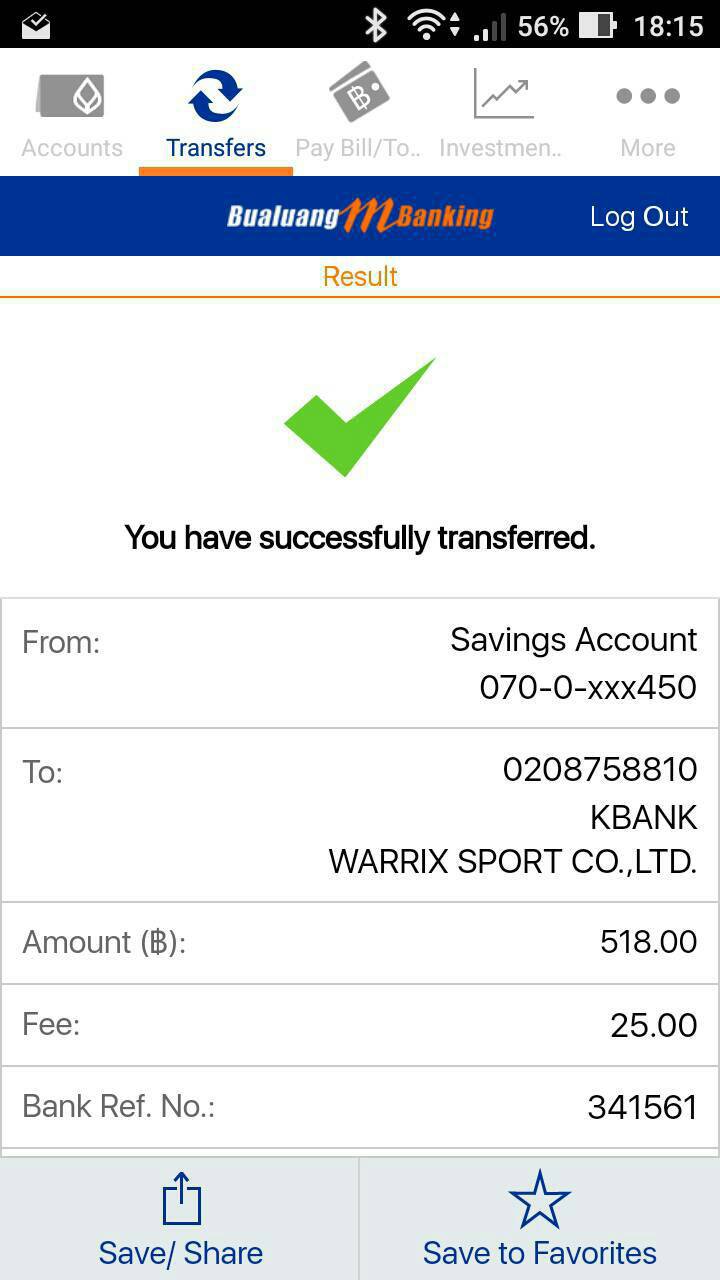 56% 18:15
Accounts Transfers Pay Bill/To.. Investmen.. More
Bualuang mBanking Log Out
Result
You have successfully transferred.
From: Savings Account
070-0-xxx450
To: 0208758810
KBANK
WARRIX SPORT CO.,LTD.
Amount (฿): 518.00
Fee: 25.00
Bank Ref. No.: 341561
Save/ Share Save to Favorites